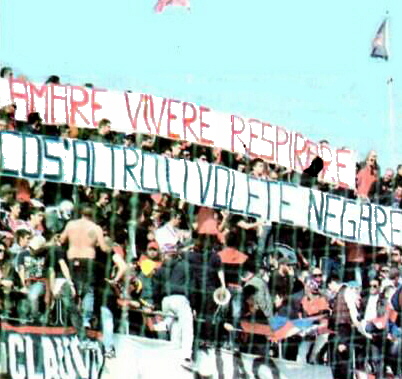 AMARE VIVERE RESPIRARE
COS'ALTRO CI VOLETE NEGARE